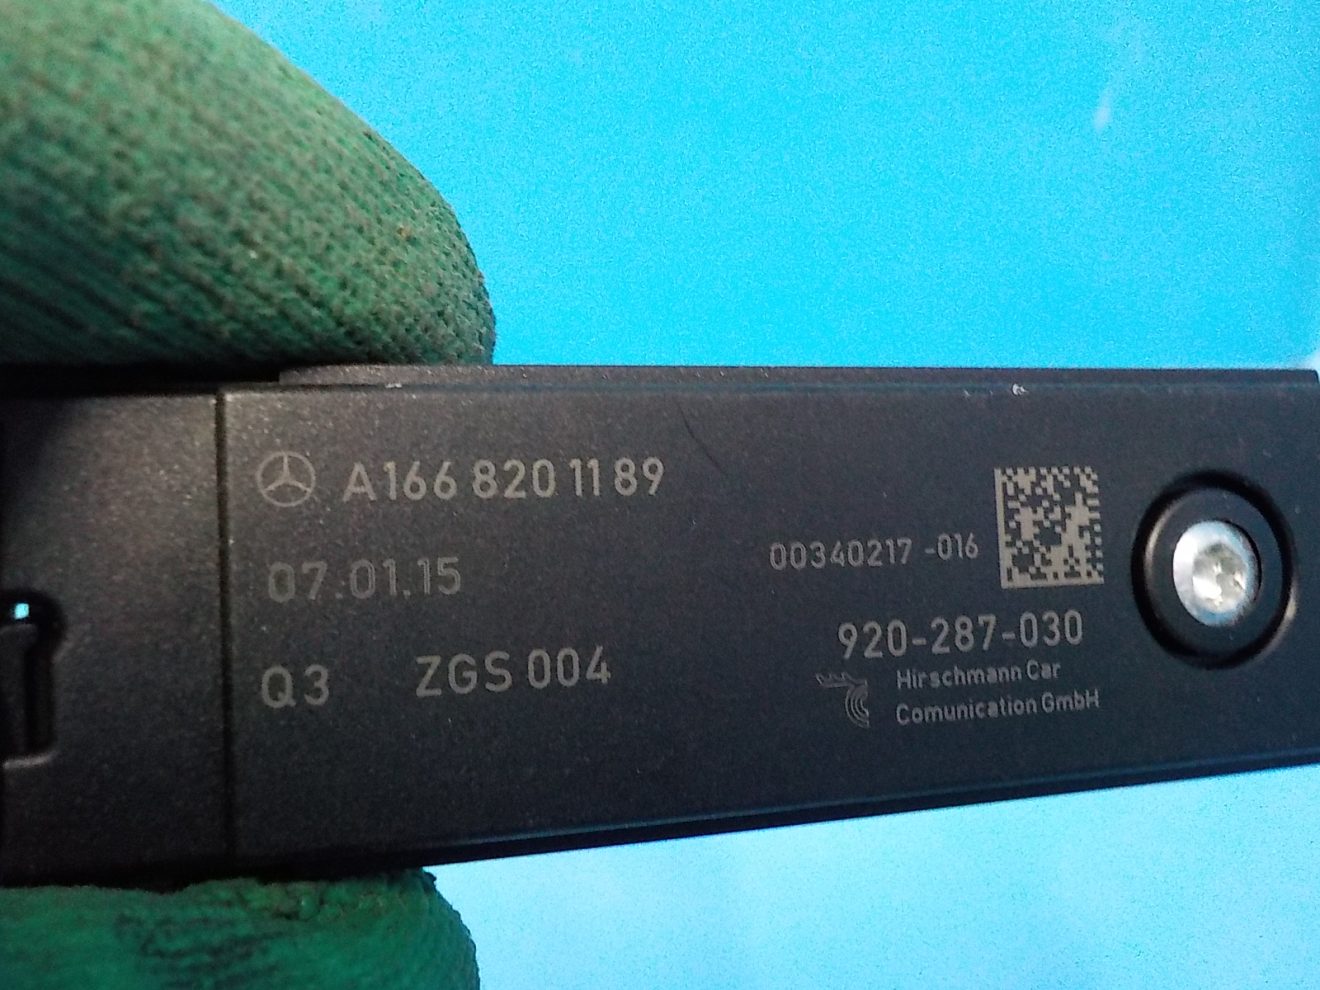 A166 820 11 89
07.01.15
Q3 ZGS 004
00340217 -016
920-287-030
Hirschmann Car
Comunication GmbH